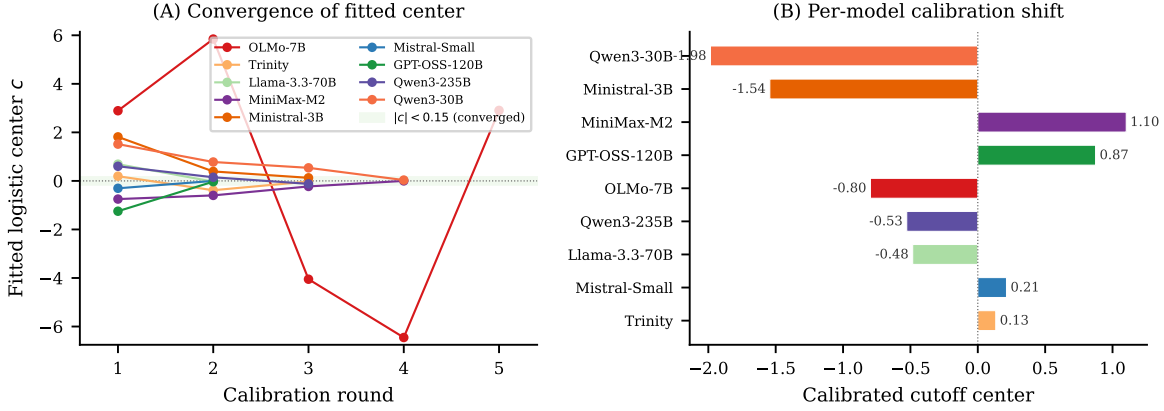 (A) Convergence of fitted center
Fitted logistic center c
6
4
2
0
−2
−4
−6
1
2
3
4
5
Calibration round
OLMo-7B
Trinity
Llama-3.3-70B
MiniMax-M2
Ministral-3B
Mistral-Small
GPT-OSS-120B
Qwen3-235B
Qwen3-30B
|c| < 0.15 (converged)
(B) Per-model calibration shift
Qwen3-30B -1.98
Ministral-3B -1.54
MiniMax-M2 1.10
GPT-OSS-120B 0.87
OLMo-7B -0.80
Qwen3-235B -0.53
Llama-3.3-70B -0.48
Mistral-Small 0.21
Trinity 0.13
−2.0 −1.5 −1.0 −0.5 0.0 0.5 1.0
Calibrated cutoff center